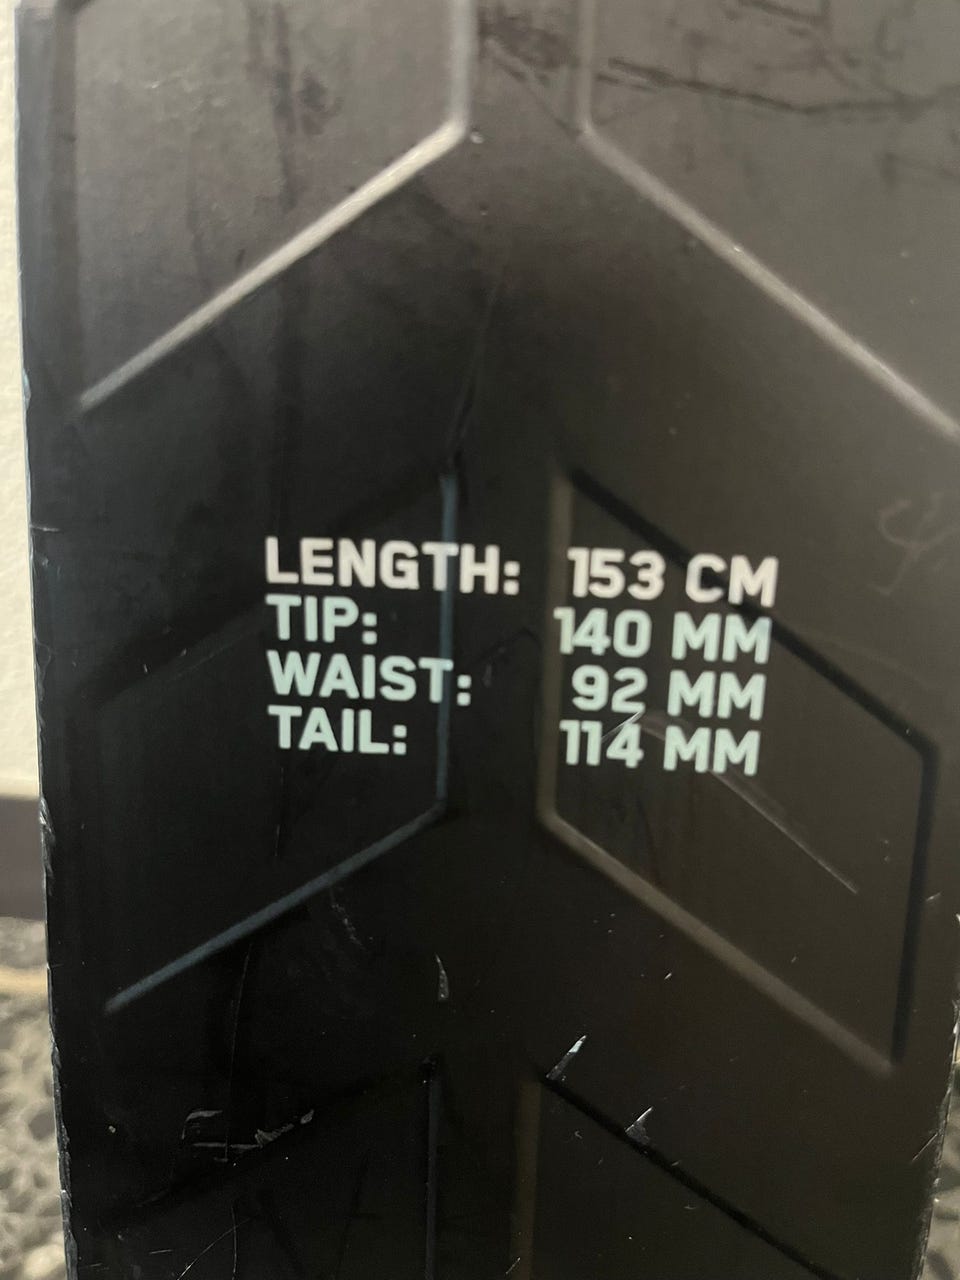 LENGTH: 153 CM
TIP: 140 MM
WAIST: 92 MM
TAIL: 114 MM